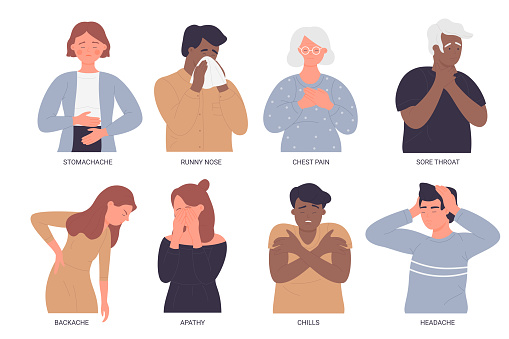 STOMACHACHE
RUNNY NOSE
CHEST PAIN
SORE THROAT
BACKACHE
APATHY
CHILLS
HEADACHE